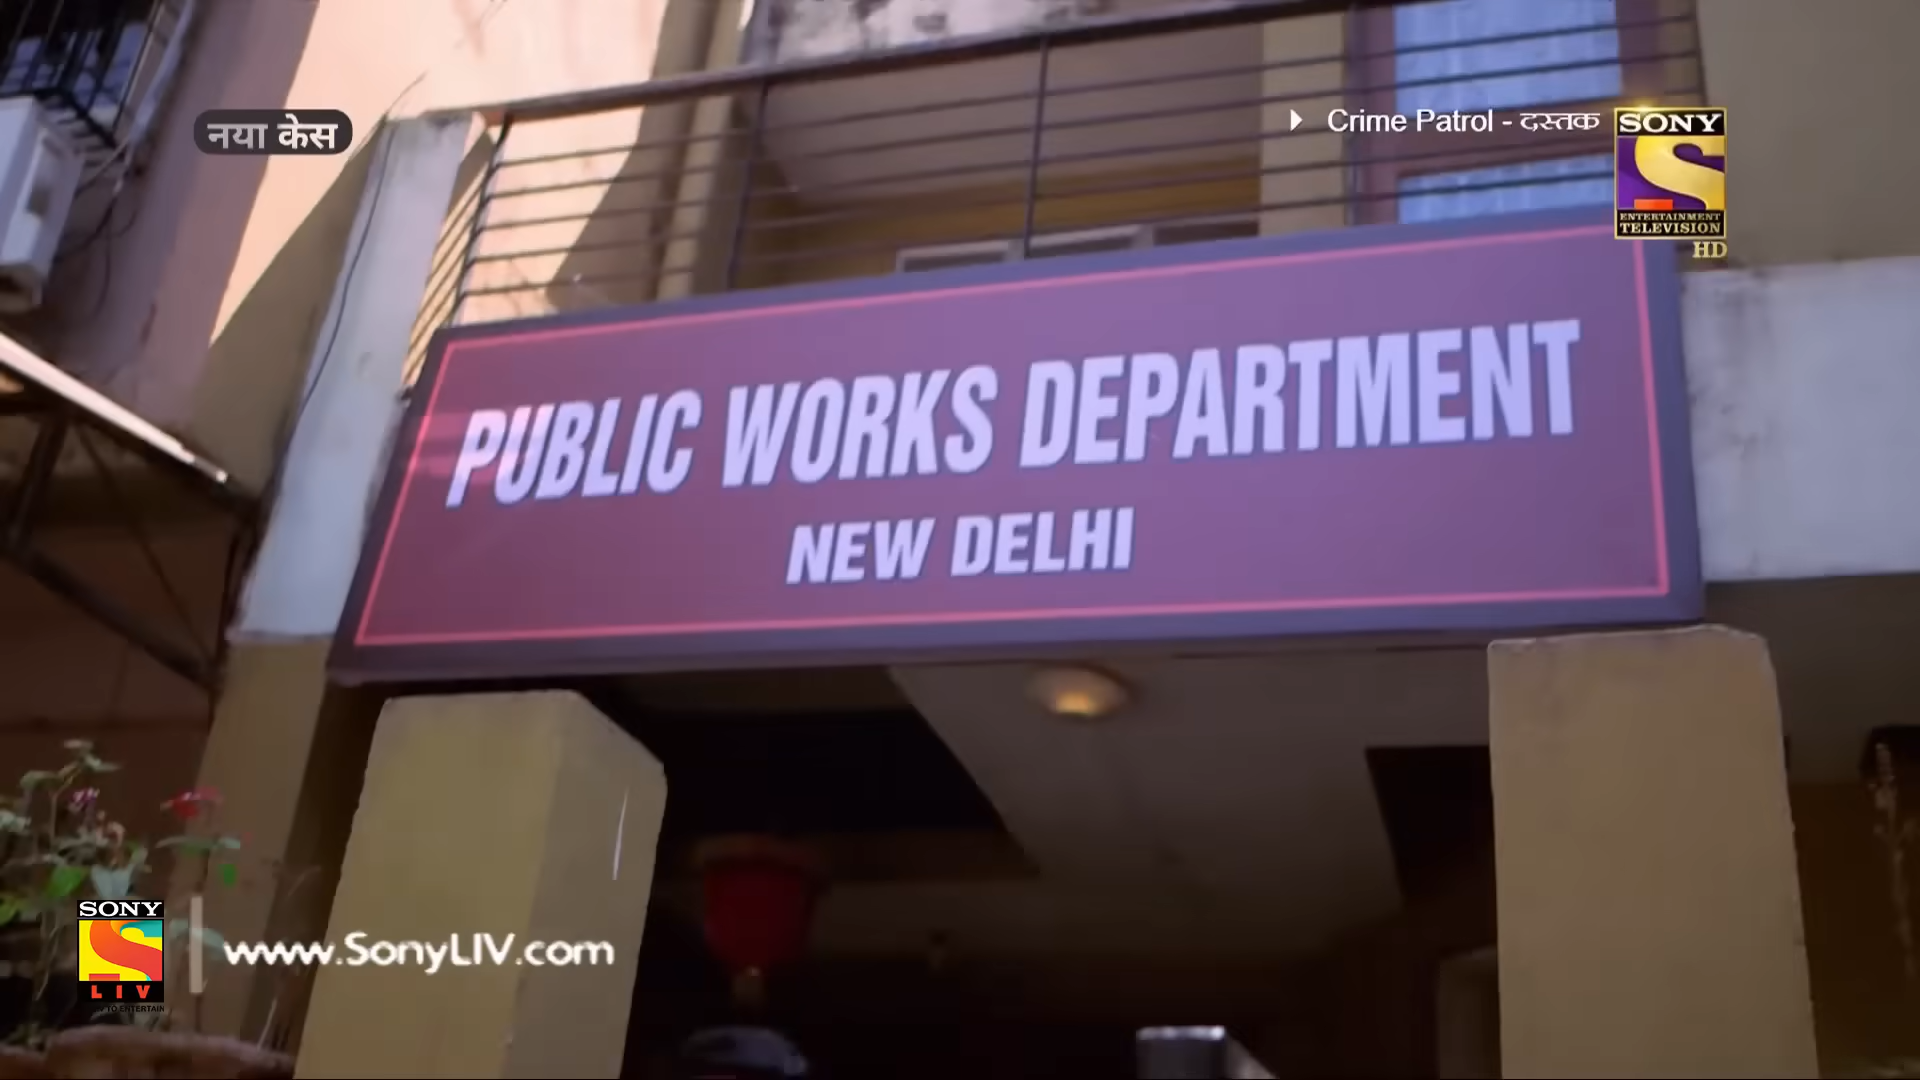 नया केस
Crime Patrol - दस्तक
SONY
ENTERTAINMENT
TELEVISION
HD
PUBLIC WORKS DEPARTMENT
NEW DELHI
SONY
LIV
www.SonyLIV.com